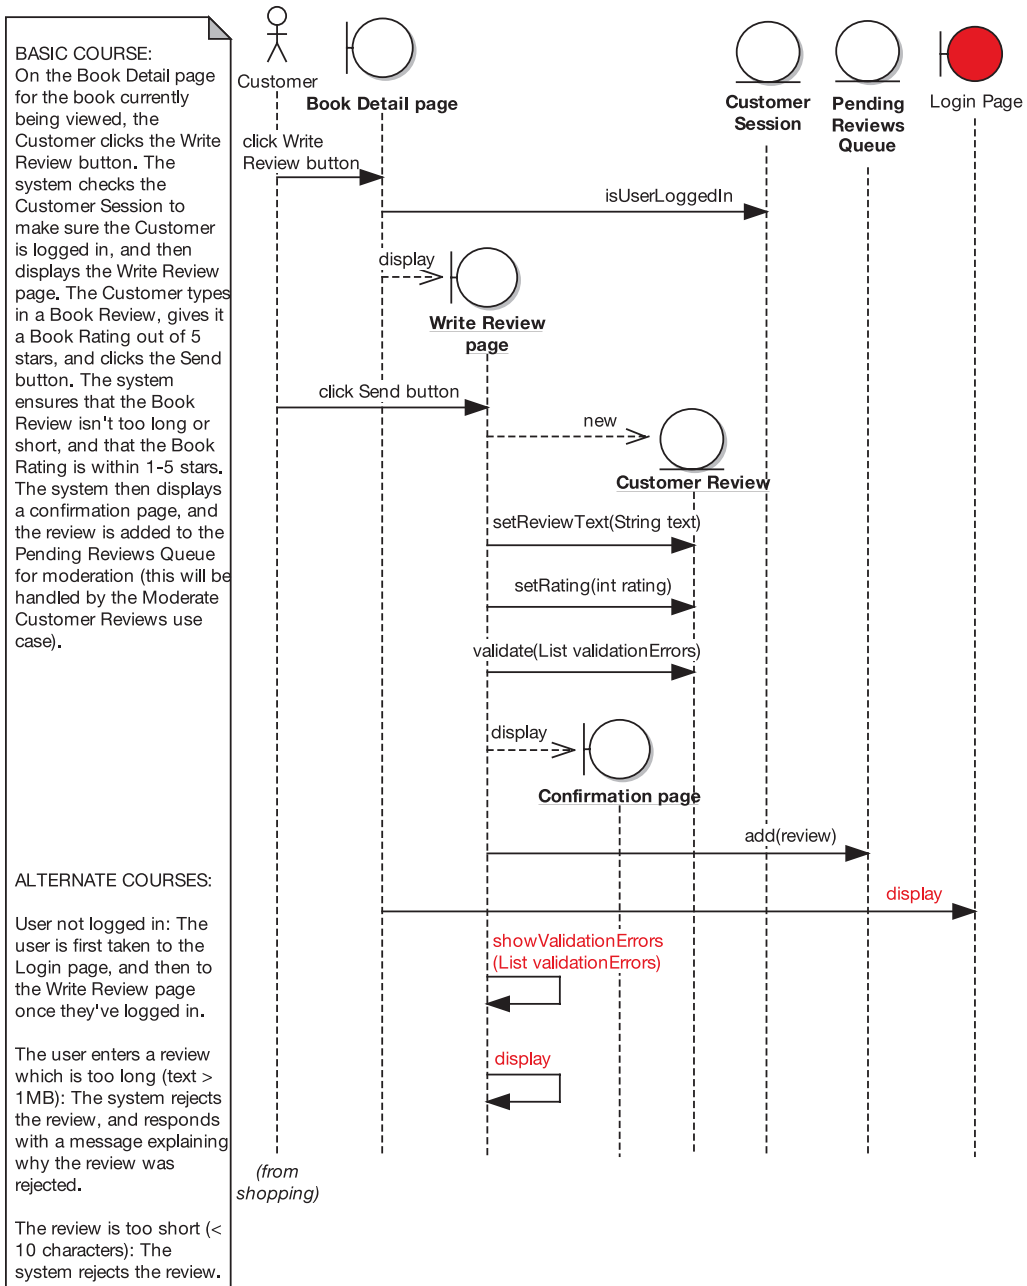 BASIC COURSE:
On the Book Detail page
for the book currently
being viewed, the
Customer clicks the Write
Review button. The
system checks the
Customer Session to
make sure the Customer
is logged in, and then
displays the Write Review
page. The Customer types
in a Book Review, gives it
a Book Rating out of 5
stars, and clicks the Send
button. The system
ensures that the Book
Review isn't too long or
short, and that the Book
Rating is within 1-5 stars.
The system then displays
a confirmation page, and
the review is added to the
Pending Reviews Queue
for moderation (this will be
handled by the Moderate
Customer Reviews use
case).
ALTERNATE COURSES:
User not logged in: The
user is first taken to the
Login page, and then to
the Write Review page
once they've logged in.
The user enters a review
which is too long (text >
1MB): The system rejects
the review, and responds
with a message explaining
why the review was
rejected.
The review is too short (<
10 characters): The
system rejects the review.
Customer
Book Detail page
Customer
Session
Pending
Reviews
Queue
Login Page
click Write
Review button
isUserLoggedIn
display
Write Review
page
click Send button
new
Customer Review
setReviewText(String text)
setRating(int rating)
validate(List validationErrors)
display
Confirmation page
add(review)
display
showValidationErrors
(List validationErrors)
display
(from
shopping)